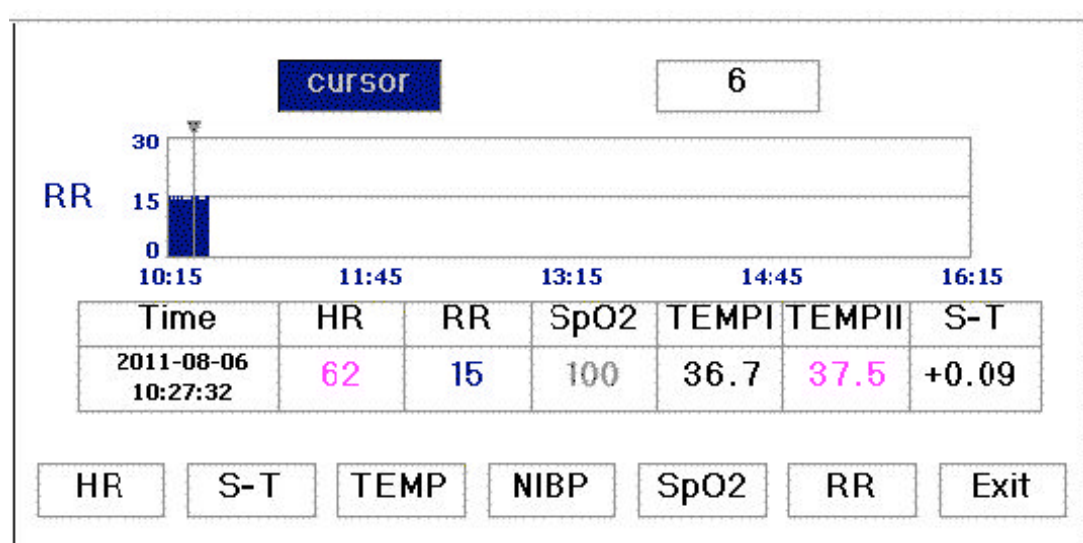 cursor 6
30
RR 15
0
10:15 11:45 13:15 14:45 16:15
Time HR RR SpO2 TEMPI TEMPII S-T
2011-08-06
10:27:32 62 15 100 36.7 37.5 +0.09
HR S-T TEMP NIBP SpO2 RR Exit